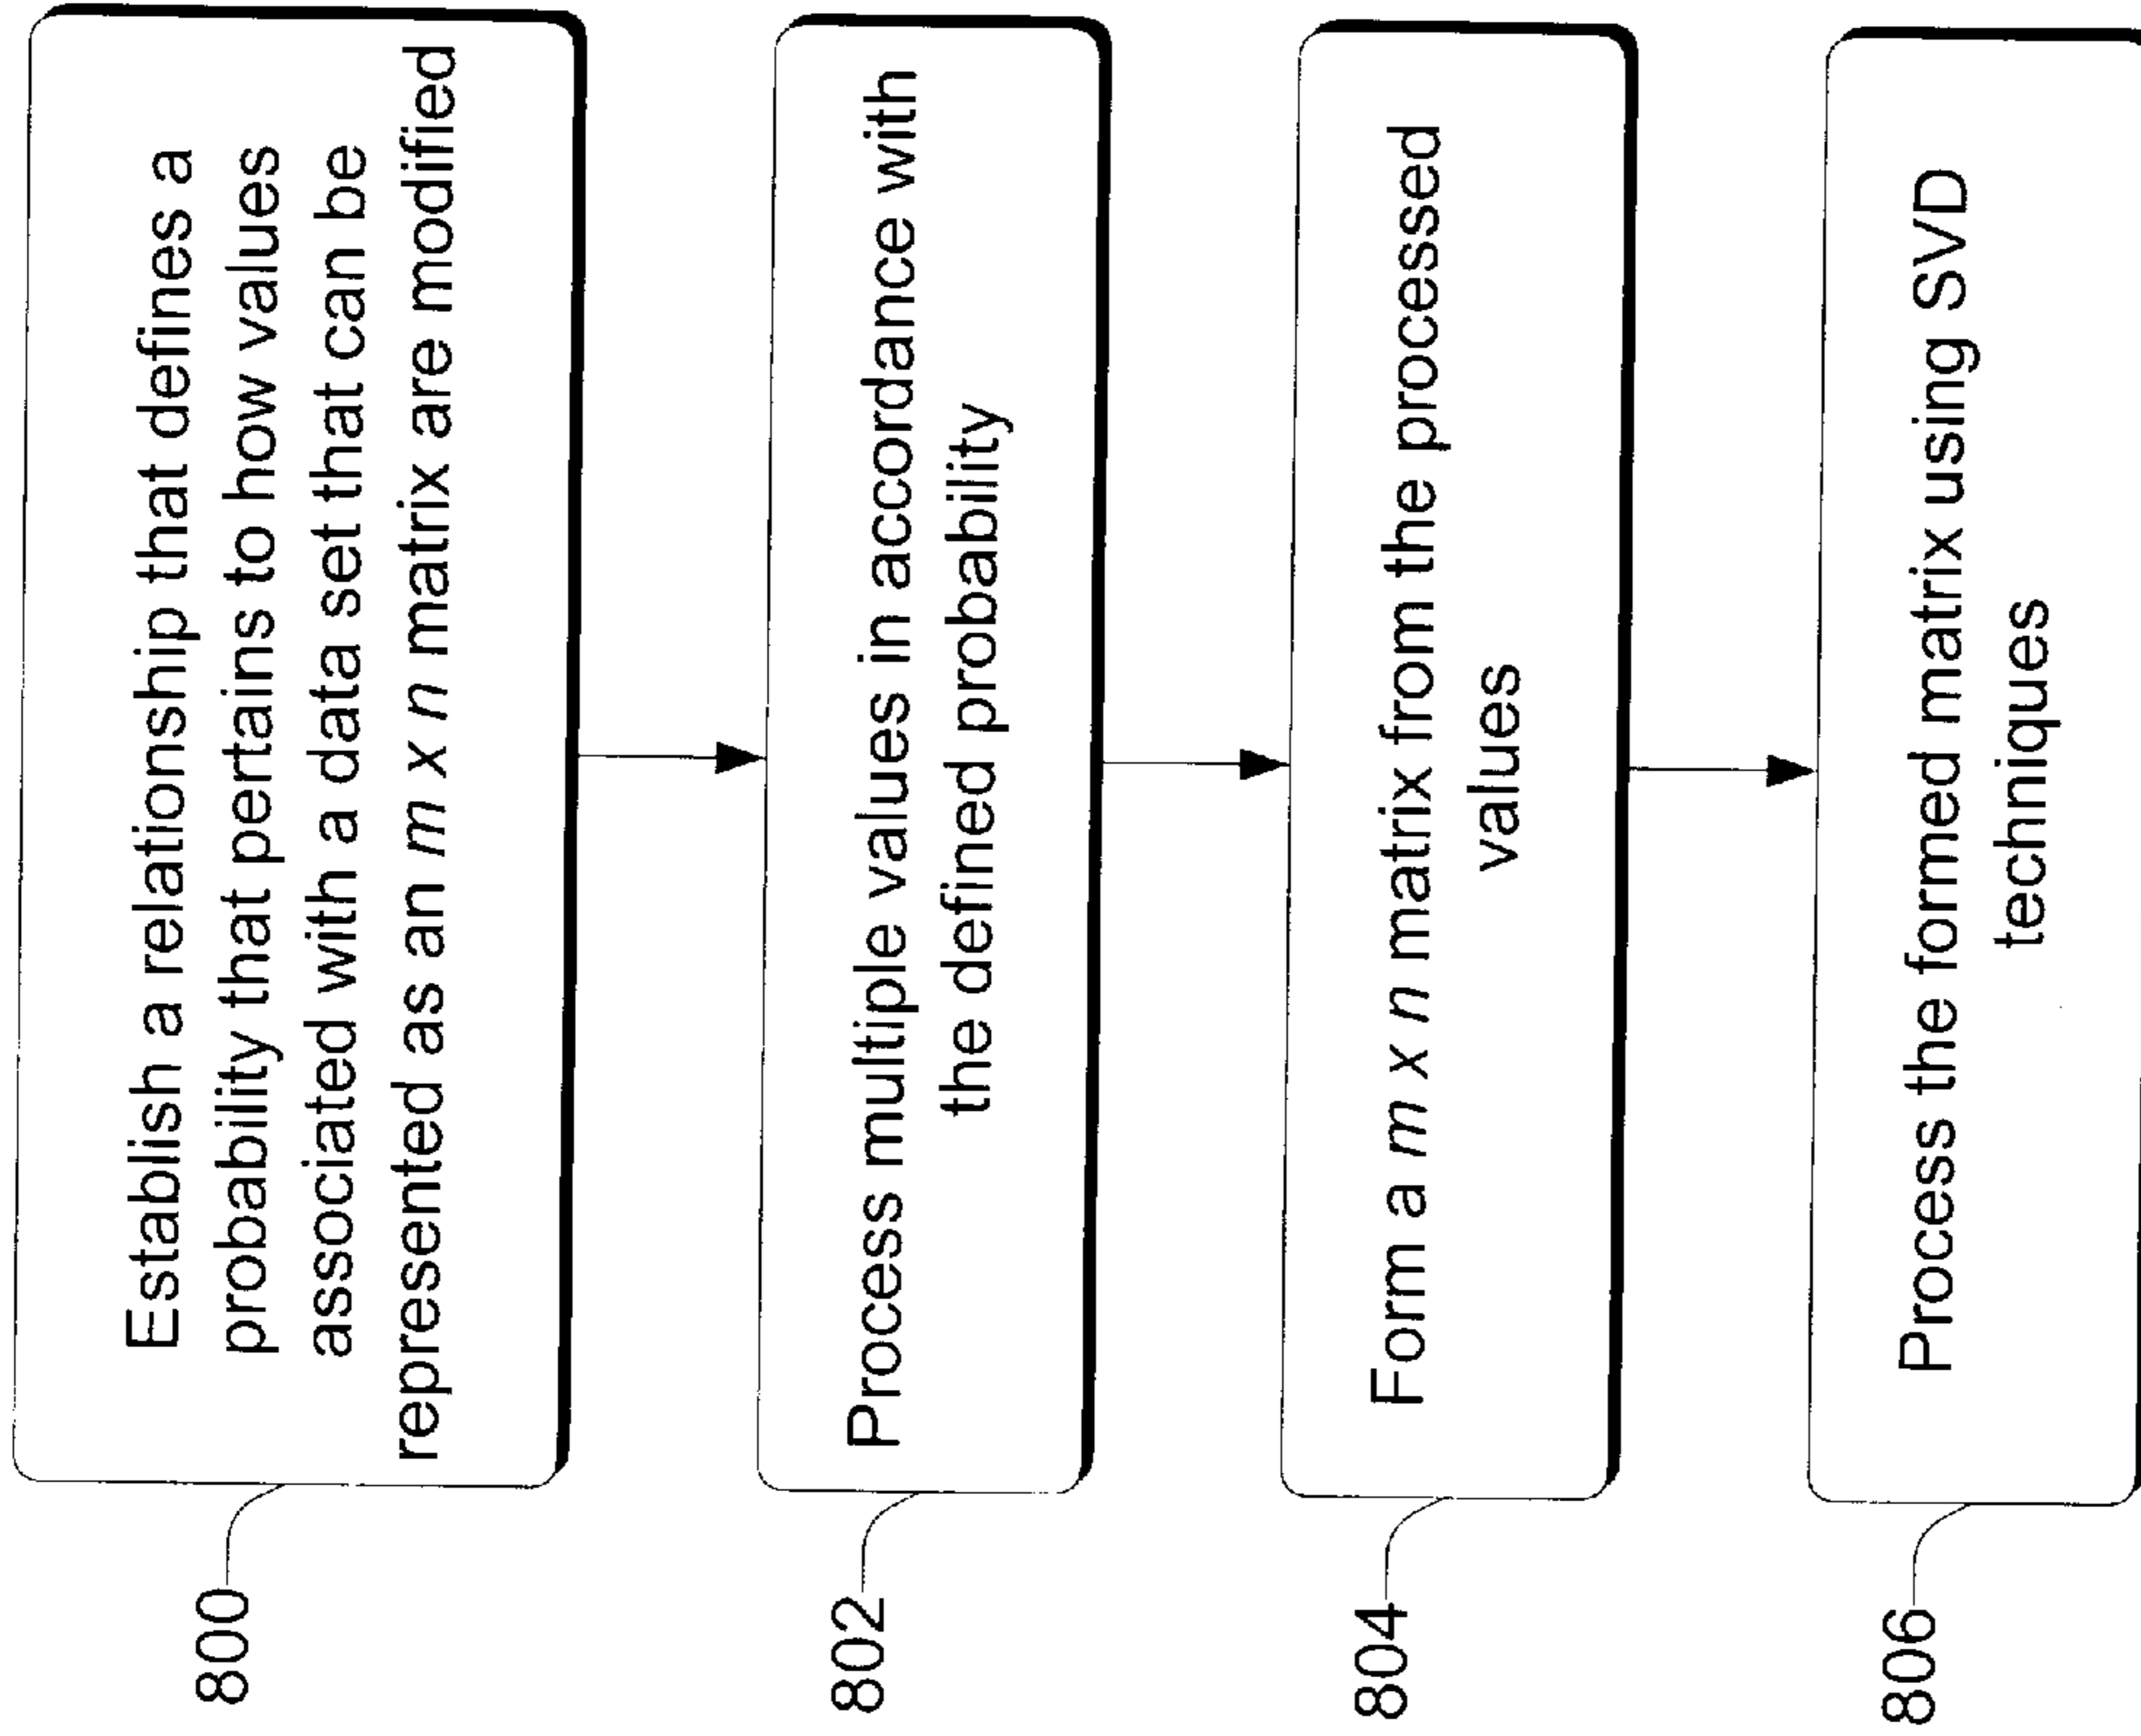 800
Establish a relationship that defines a
probability that pertains to how values
associated with a data set that can be
represented as an m x n matrix are modified
802
Process multiple values in accordance with
the defined probability
804
Form a m x n matrix from the processed
values
806
Process the formed matrix using SVD
techniques